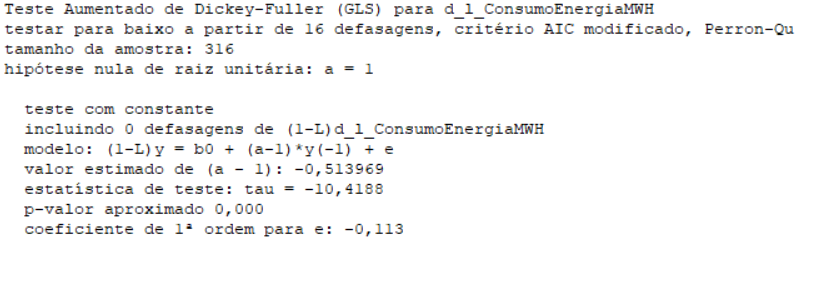 Teste Aumentado de Dickey-Fuller (GLS) para d_l_ConsumoEnergiaMWH
testar para baixo a partir de 16 defasagens, critério AIC modificado, Perron-Qu
tamanho da amostra: 316
hipótese nula de raiz unitária: a = 1
teste com constante
incluindo 0 defasagens de (1-L)d_l_ConsumoEnergiaMWH
modelo: (1-L)y = b0 + (a-1)*y(-1) + e
valor estimado de (a - 1): -0,513969
estatística de teste: tau = -10,4188
p-valor aproximado 0,000
coeficiente de 1ª ordem para e: -0,113